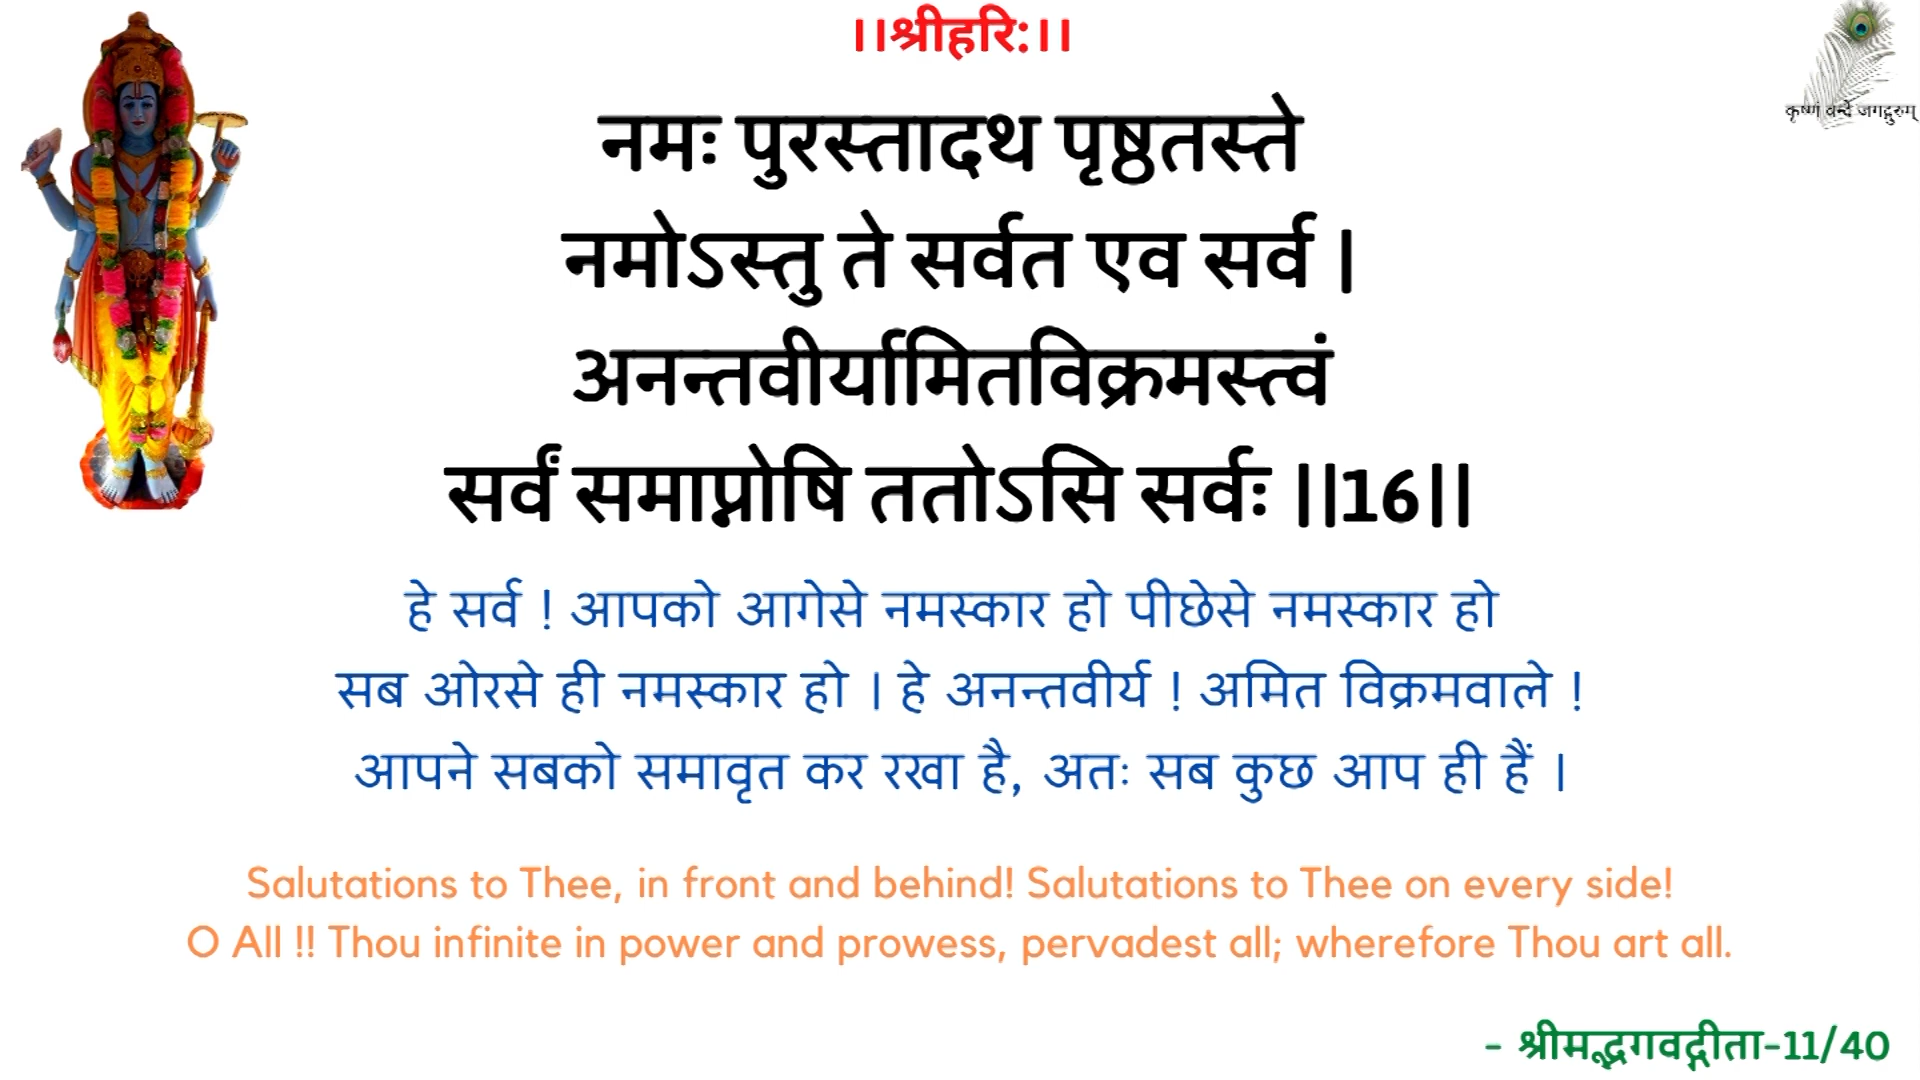 ।।श्रीहरि:।।
कृष्णं वन्दे जगद्गुरुम्
नमः पुरस्तादथ पृष्ठतस्ते
नमोऽस्तु ते सर्वत एव सर्व |
अनन्तवीर्यामितविक्रमस्त्वं
सर्वं समाप्नोषि ततोऽसि सर्वः ||16||
हे सर्व ! आपको आगेसे नमस्कार हो पीछेसे नमस्कार हो
सब ओरसे ही नमस्कार हो । हे अनन्तवीर्य ! अमित विक्रमवाले !
आपने सबको समावृत कर रखा है, अतः सब कुछ आप ही हैं ।
Salutations to Thee, in front and behind! Salutations to Thee on every side!
O All !! Thou infinite in power and prowess, pervadest all; wherefore Thou art all.
- श्रीमद्भगवद्गीता-11/40